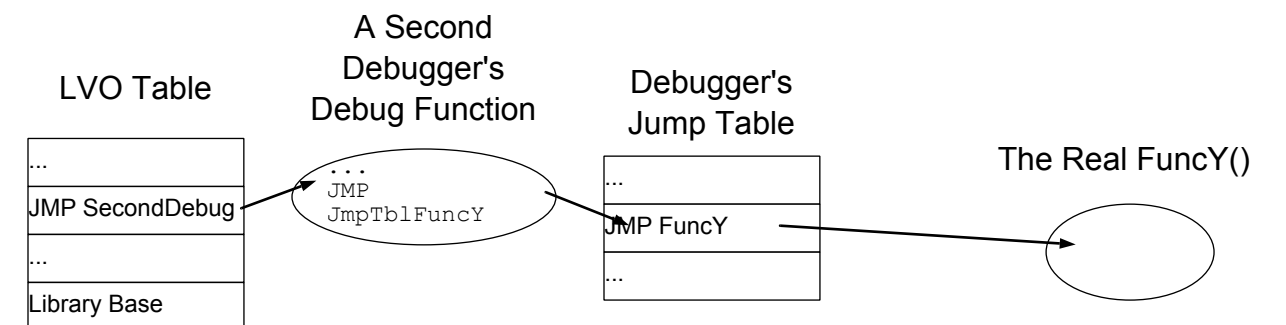 LVO Table
...
JMP SecondDebug
...
Library Base
A Second
Debugger's
Debug Function
...
JMP
JmpTblFuncY
Debugger's
Jump Table
...
JMP FuncY
...
The Real FuncY()